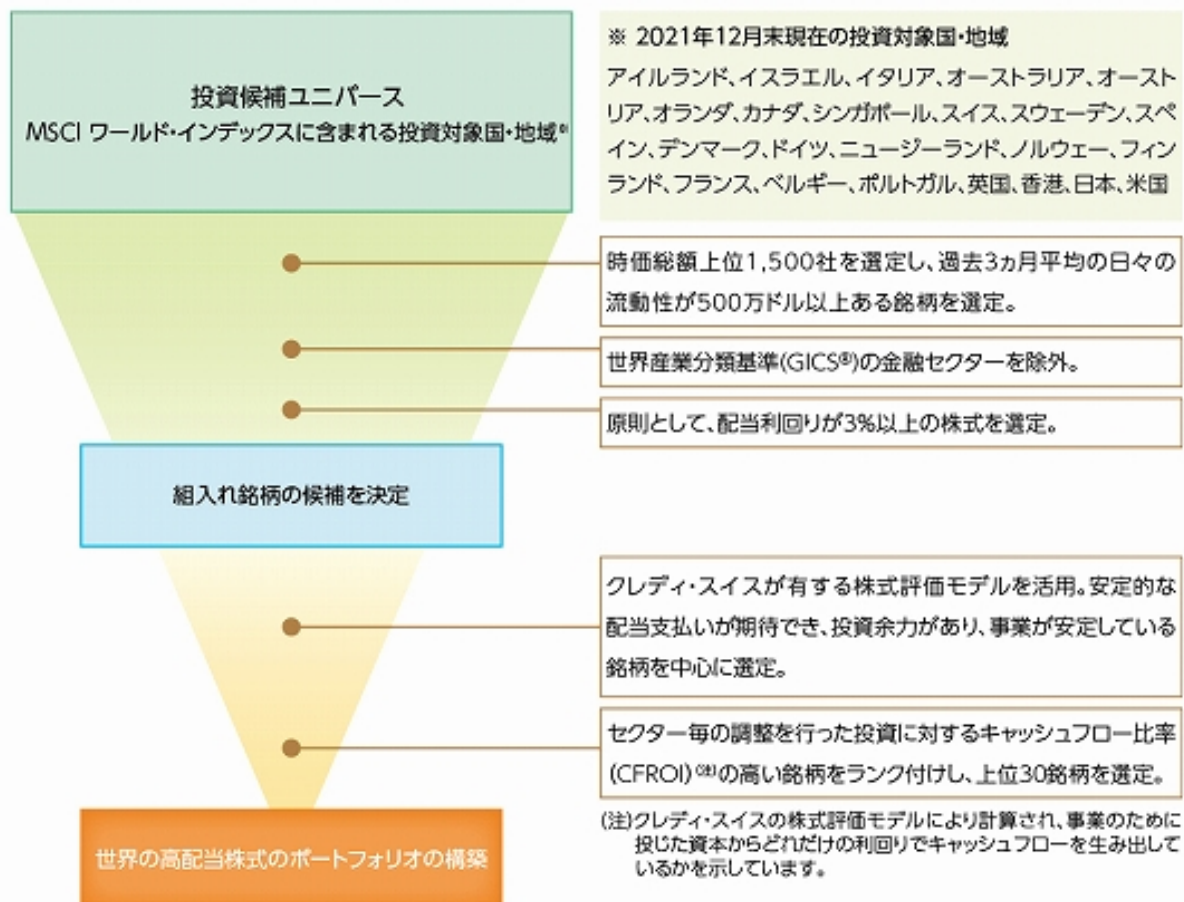 投資候補ユニバース
MSCI ワールド・インデックスに含まれる投資対象国・地域※
※ 2021年12月末現在の投資対象国・地域
アイルランド、イスラエル、イタリア、オーストラリア、オースト
リア、オランダ、カナダ、シンガポール、スイス、スウェーデン、スペ
イン、デンマーク、ドイツ、ニュージーランド、ノルウェー、フィン
ランド、フランス、ベルギー、ポルトガル、英国、香港、日本、米国
時価総額上位1,500社を選定し、過去3ヵ月平均の日々の
流動性が500万ドル以上ある銘柄を選定。
世界産業分類基準(GICS®)の金融セクターを除外。
原則として、配当利回りが3%以上の株式を選定。
組入れ銘柄の候補を決定
クレディ・スイスが有する株式評価モデルを活用。安定的な
配当支払いが期待でき、投資余力があり、事業が安定している
銘柄を中心に選定。
セクター毎の調整を行った投資に対するキャッシュフロー比率
(CFROI)(注)の高い銘柄をランク付けし、上位30銘柄を選定。
(注)クレディ・スイスの株式評価モデルにより計算され、事業のために
投じた資本からどれだけの利回りでキャッシュフローを生み出して
いるかを示しています。
世界の高配当株式のポートフォリオの構築